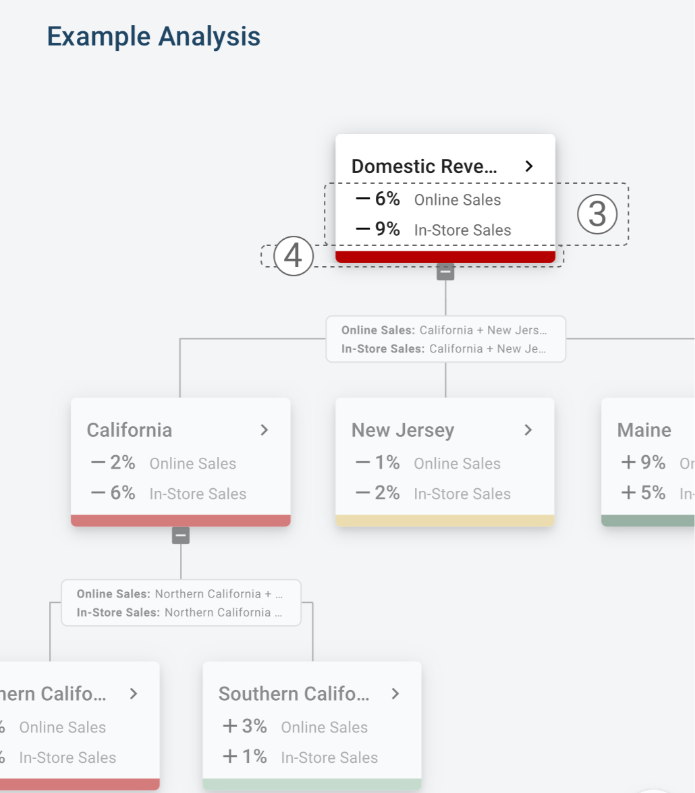 Example Analysis
Domestic Reve...
− 6% Online Sales
− 9% In-Store Sales
3
4
Online Sales: California + New Jers...
In-Store Sales: California + New Je...
California
− 2% Online Sales
− 6% In-Store Sales
New Jersey
− 1% Online Sales
− 2% In-Store Sales
Maine
+ 9%
+ 5% In-
Online Sales: Northern California + ...
In-Store Sales: Northern California ...
hern Califo...
% Online Sales
% In-Store Sales
Southern Califo...
+ 3% Online Sales
+ 1% In-Store Sales